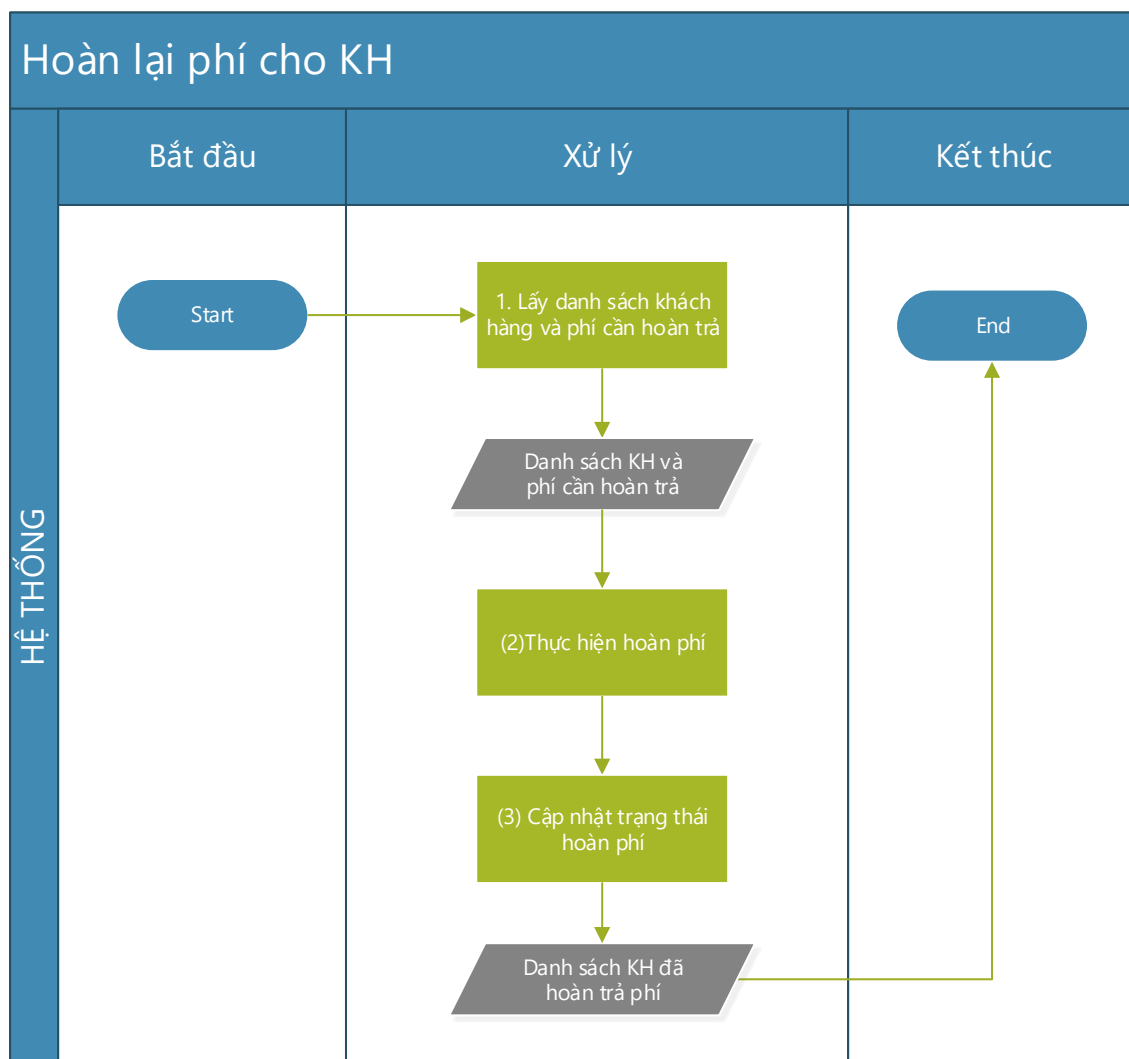 Hoàn lại phí cho KH
Bắt đầu
Xử lý
Kết thúc
HỆ THỐNG
Start
1. Lấy danh sách khách
hàng và phí cần hoàn trả
End
Danh sách KH và
phí cần hoàn trả
(2)Thực hiện hoàn phí
(3) Cập nhật trạng thái
hoàn phí
Danh sách KH đã
hoàn trả phí